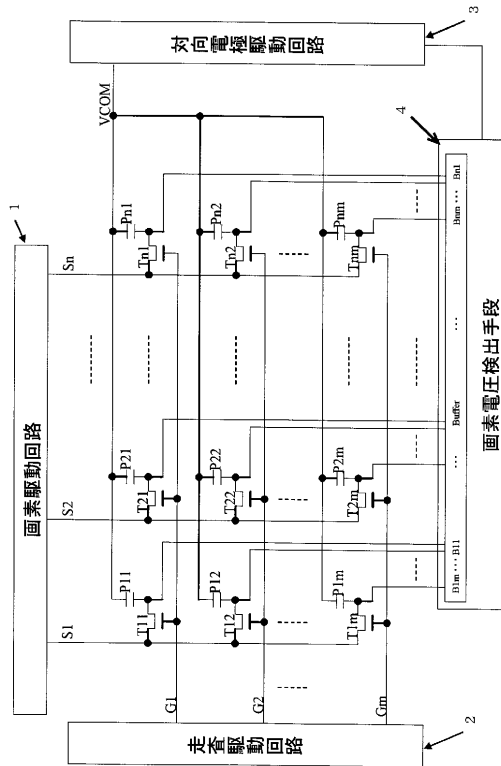 1
画素駆動回路
S1
S2
Sn
VCOM
対向電極駆動回路
3
G1
T11
P11
T21
P21
Tn1
Pn1
G2
T12
P12
T22
P22
Tn2
Pn2
Gm
T1m
P1m
T2m
P2m
Tnm
Pnm
走査駆動回路
2
4
B1m ··· B11
···
Buffer
···
Bnm ··· Bn1
画素電圧検出手段